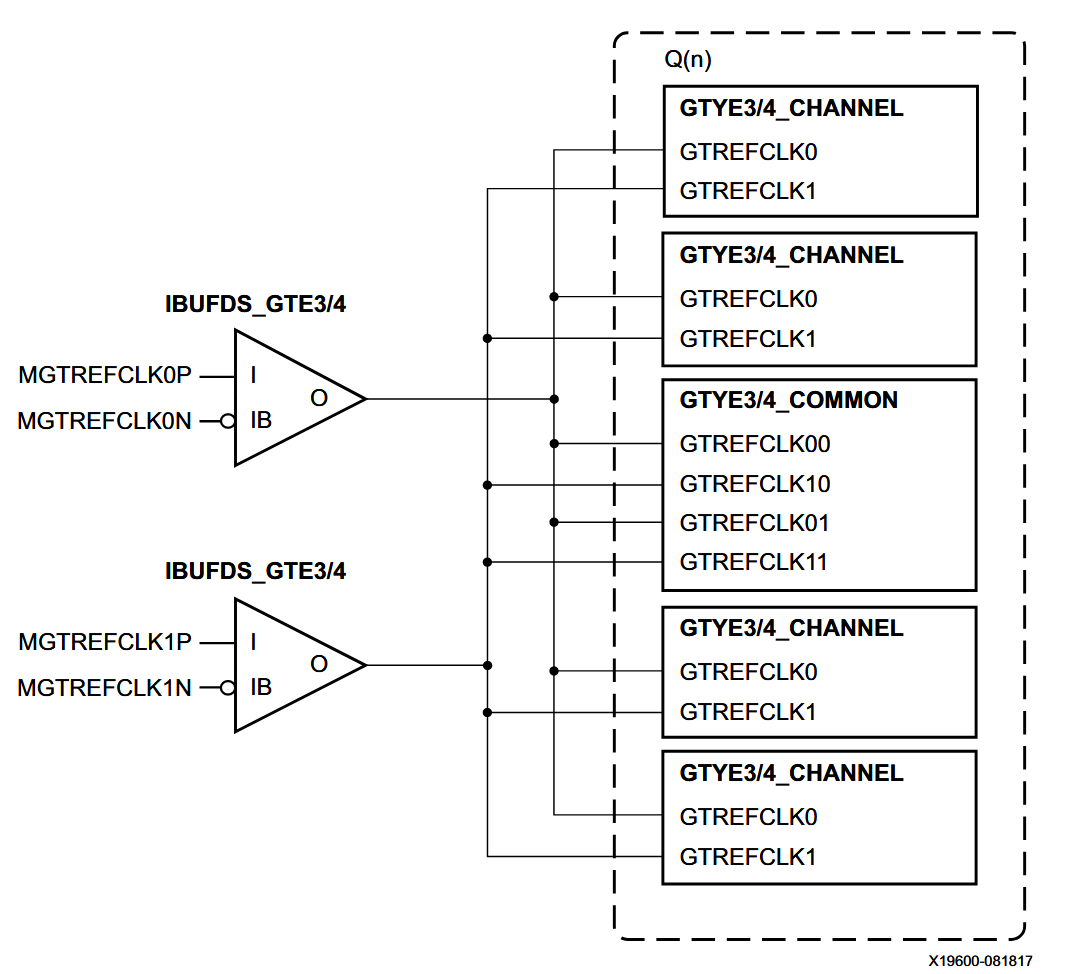 Q(n)
GTYE3/4_CHANNEL
GTREFCLK0
GTREFCLK1
GTYE3/4_CHANNEL
GTREFCLK0
GTREFCLK1
IBUFDS_GTE3/4
MGTREFCLK0P
I
O
MGTREFCLK0N
IB
GTYE3/4_COMMON
GTREFCLK00
GTREFCLK10
GTREFCLK01
GTREFCLK11
IBUFDS_GTE3/4
MGTREFCLK1P
I
O
MGTREFCLK1N
IB
GTYE3/4_CHANNEL
GTREFCLK0
GTREFCLK1
GTYE3/4_CHANNEL
GTREFCLK0
GTREFCLK1
X19600-081817